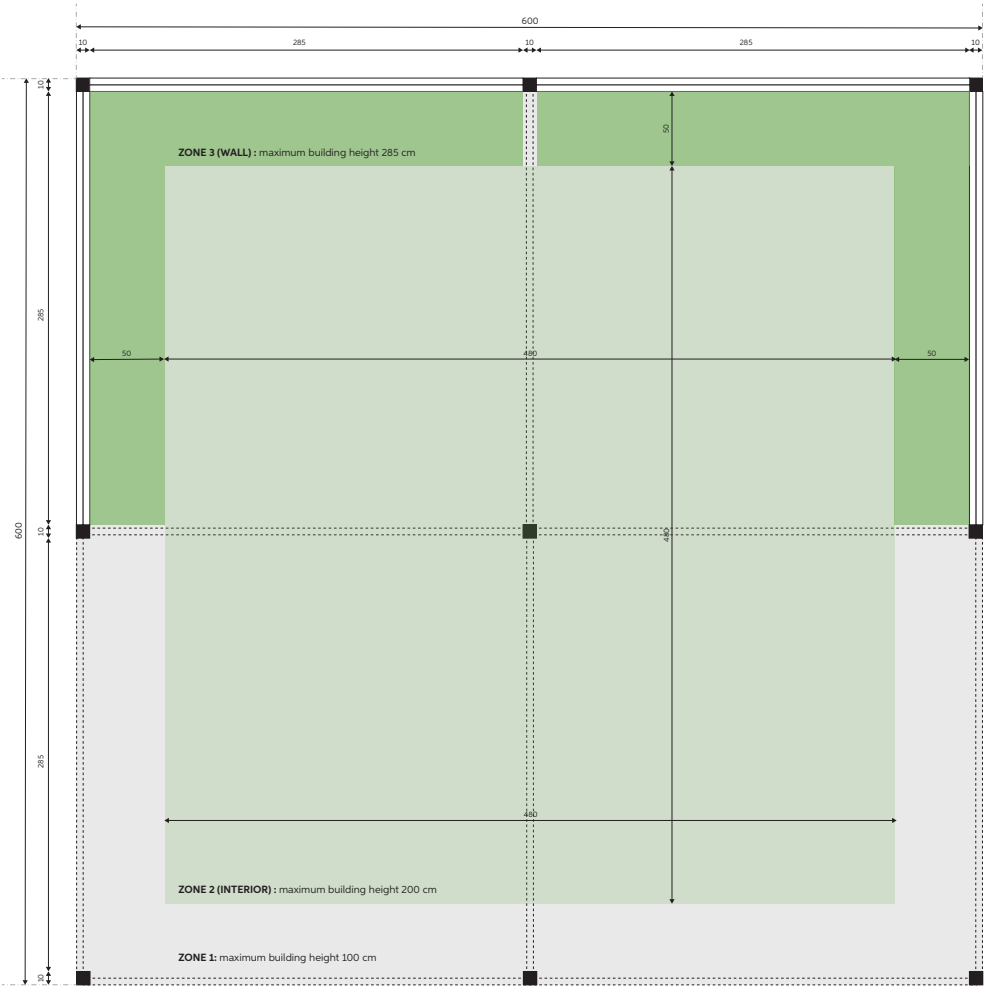 600
10 285 10 285 10
10
50
ZONE 3 (WALL) : maximum building height 285 cm
285
50 480 50
600
10
480
285
480
ZONE 2 (INTERIOR) : maximum building height 200 cm
ZONE 1: maximum building height 100 cm
10